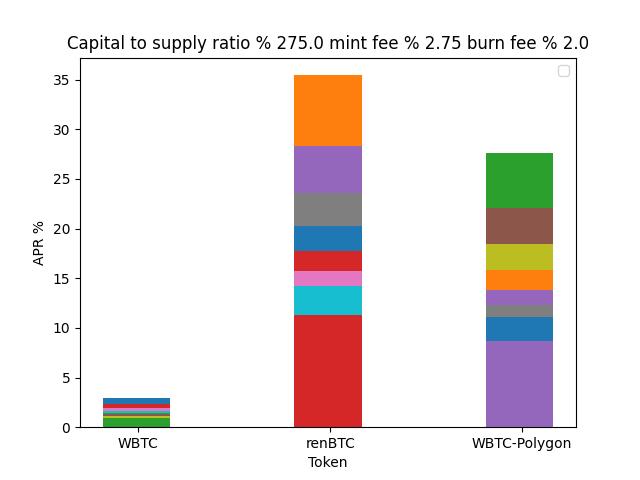 Capital to supply ratio % 275.0 mint fee % 2.75 burn fee % 2.0
APR %
35
30
25
20
15
10
5
0
WBTC renBTC WBTC-Polygon
Token